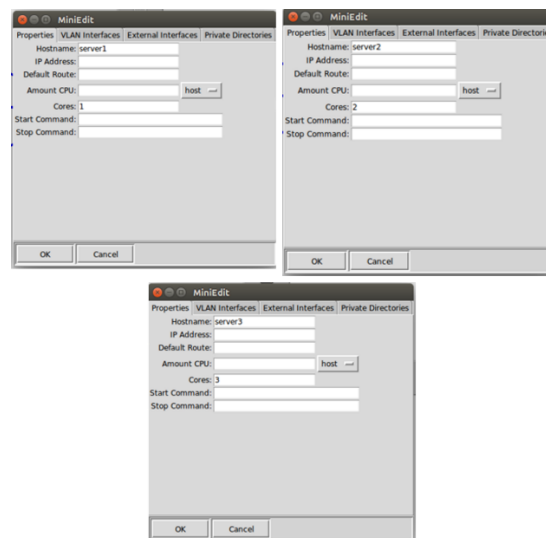 MiniEdit
Properties VLAN Interfaces External Interfaces Private Directories
Hostname: server1
IP Address:
Default Route:
Amount CPU: host
Cores: 1
Start Command:
Stop Command:
OK Cancel
MiniEdit
Properties VLAN Interfaces External Interfaces Private Directorie
Hostname: server2
IP Address:
Default Route:
Amount CPU: host
Cores: 2
Start Command:
Stop Command:
OK Cancel
MiniEdit
Properties VLAN Interfaces External Interfaces Private Directories
Hostname: server3
IP Address:
Default Route:
Amount CPU: host
Cores: 3
Start Command:
Stop Command:
OK Cancel